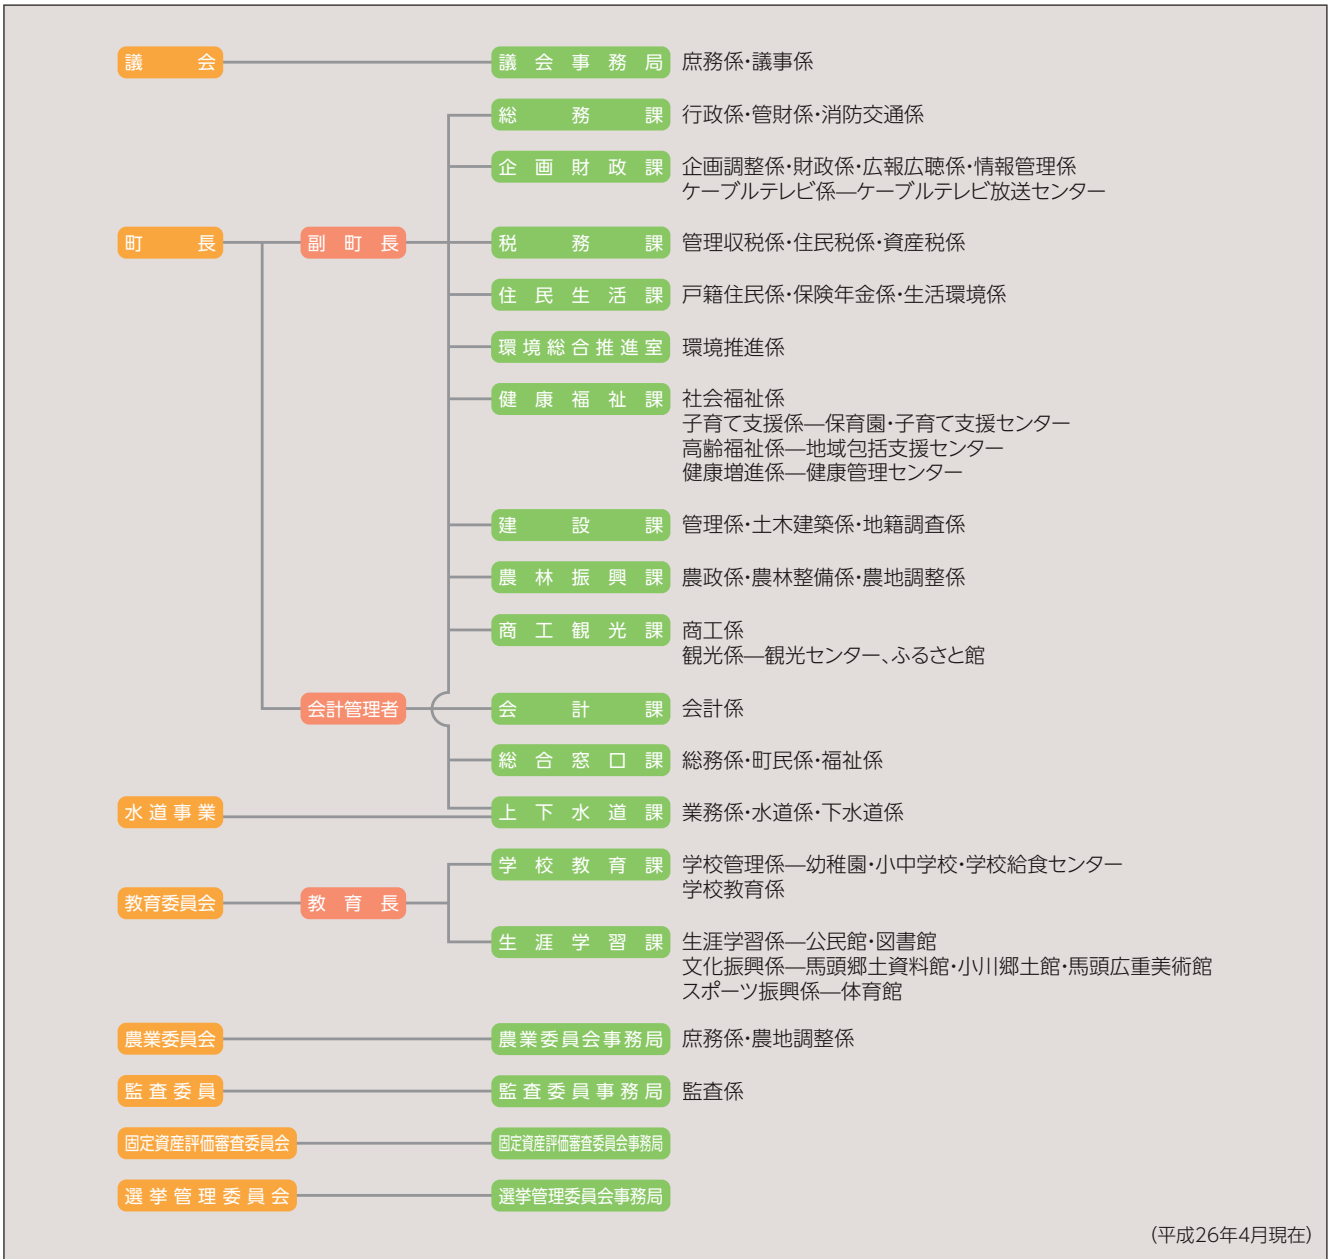 議会 議会事務局 庶務係・議事係
総務課 行政係・管財係・消防交通係
企画財政課 企画調整係・財政係・広報広聴係・情報管理係
ケーブルテレビ係―ケーブルテレビ放送センター
町長 副町長 税務課 管理収税係・住民税係・資産税係
住民生活課 戸籍住民係・保険年金係・生活環境係
環境総合推進室 環境推進係
健康福祉課 社会福祉係
子育て支援係―保育園・子育て支援センター
高齢福祉係―地域包括支援センター
健康増進係―健康管理センター
建設課 管理係・土木建築係・地籍調査係
農林振興課 農政係・農林整備係・農地調整係
商工観光課 商工係
観光係―観光センター、ふるさと館
会計管理者 会計課 会計係
総合窓口課 総務係・町民係・福祉係
水道事業 上下水道課 業務係・水道係・下水道係
学校教育課 学校管理係―幼稚園・小中学校・学校給食センター
学校教育係
教育委員会 教育長
生涯学習課 生涯学習係―公民館・図書館
文化振興係―馬頭郷土資料館・小川郷土館・馬頭広重美術館
スポーツ振興係―体育館
農業委員会 農業委員会事務局 庶務係・農地調整係
監査委員 監査委員事務局 監査係
固定資産評価審査委員会 固定資産評価審査委員会事務局
選挙管理委員会 選挙管理委員会事務局
(平成26年4月現在)